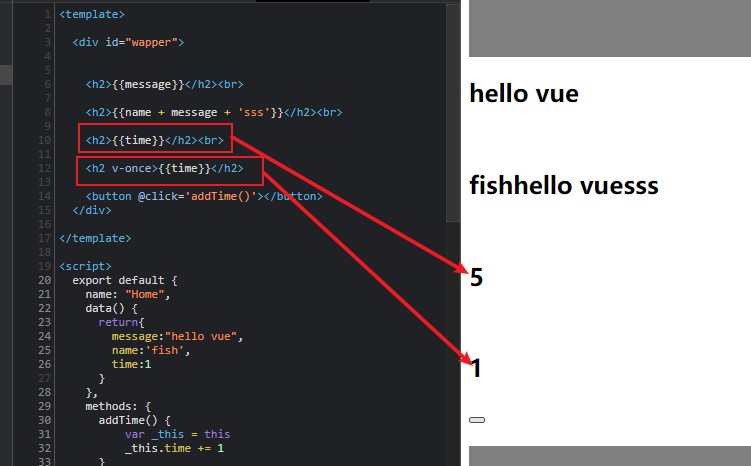 1 <template>
2
3 <div id="wapper">
4
5
6 <h2>{{message}}</h2><br>
7
8 <h2>{{name + message + 'sss'}}</h2><br>
9
10 <h2>{{time}}</h2><br>
11
12 <h2 v-once>{{time}}</h2>
13
14 <button @click='addTime()'></button>
15 </div>
16
17 </template>
18
19 <script>
20 export default {
21 name: "Home",
22 data() {
23 return{
24 message:"hello vue",
25 name:'fish',
26 time:1
27 }
28 },
29 methods: {
30 addTime() {
31 var _this = this
32 _this.time += 1
33 }
hello vue
fishhello vuesss
5
1